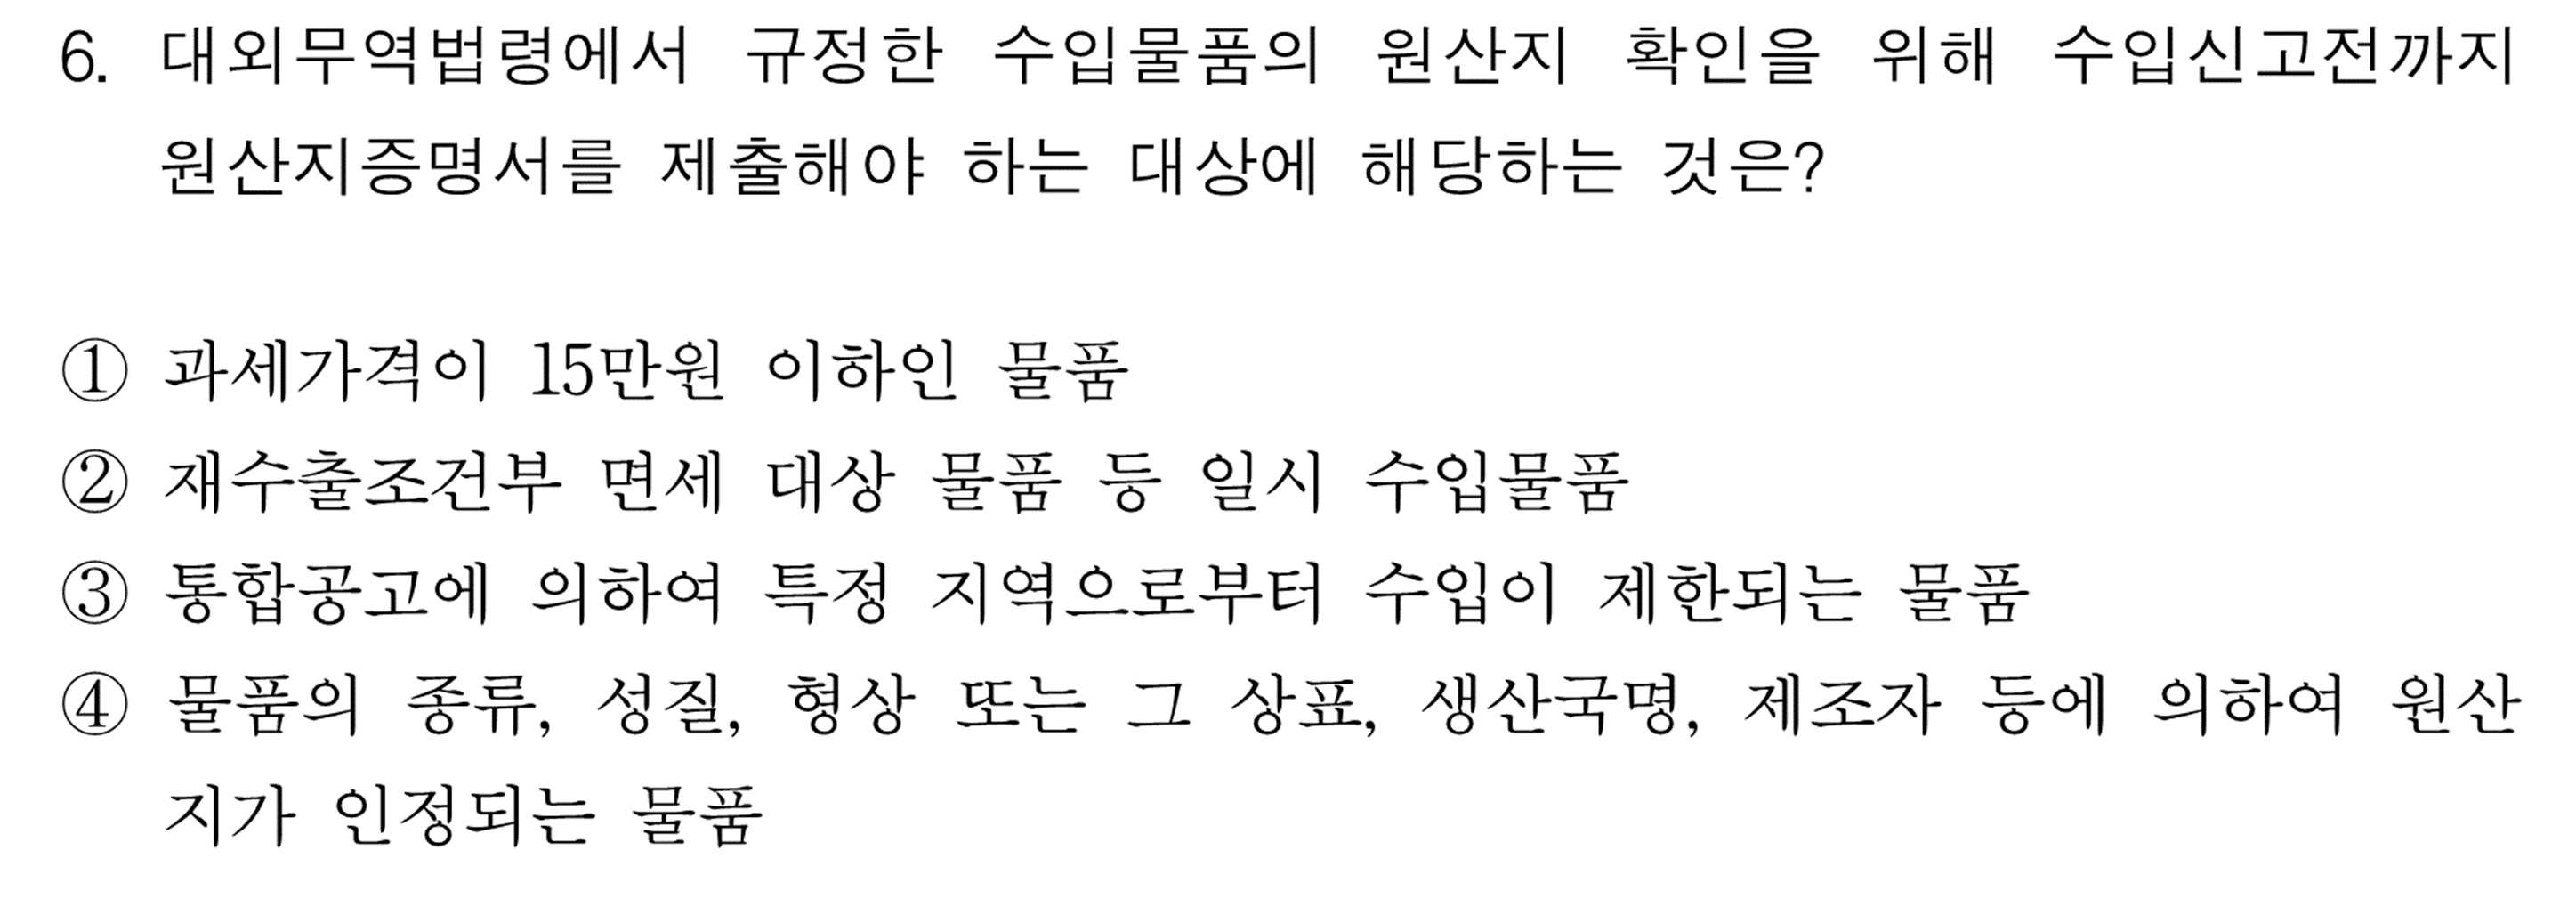 6. 대외무역법령에서 규정한 수입물품의 원산지 확인을 위해 수입신고전까지
원산지증명서를 제출해야 하는 대상에 해당하는 것은?
① 과세가격이 15만원 이하인 물품
② 재수출조건부 면세 대상 물품 등 일시 수입물품
③ 통합공고에 의하여 특정 지역으로부터 수입이 제한되는 물품
④ 물품의 종류, 성질, 형상 또는 그 상표, 생산국명, 제조자 등에 의하여 원산
지가 인정되는 물품